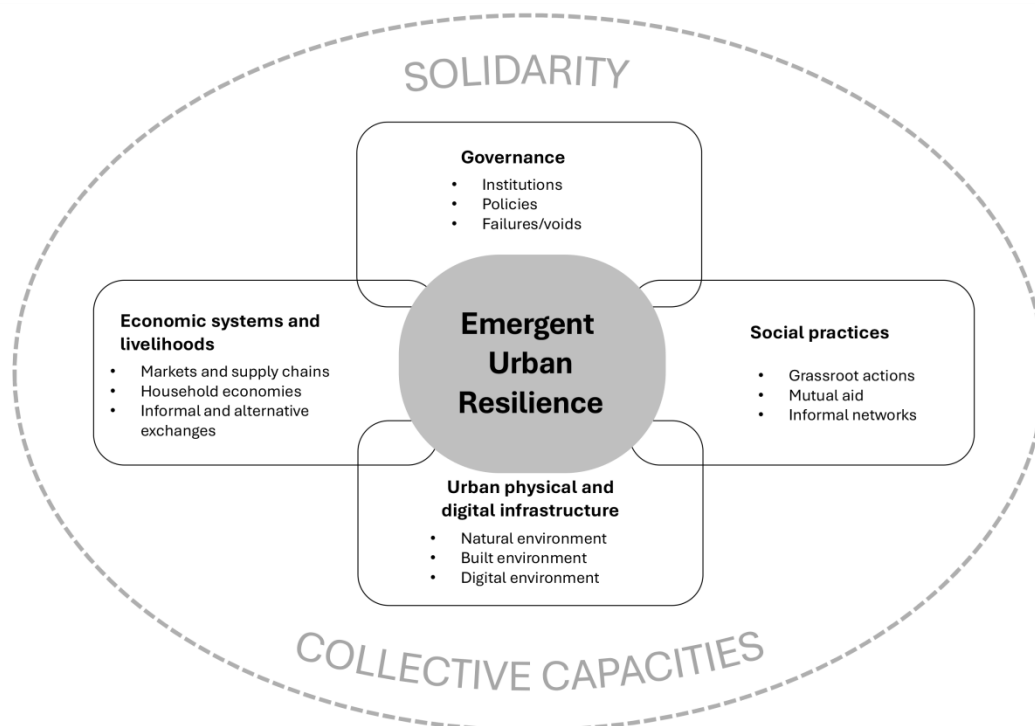 SOLIDARITY
Governance
• Institutions
• Policies
• Failures/voids
Economic systems and
livelihoods
• Markets and supply chains
• Household economies
• Informal and alternative
exchanges
Emergent
Urban
Resilience
Social practices
• Grassroot actions
• Mutual aid
• Informal networks
Urban physical and
digital infrastructure
• Natural environment
• Built environment
• Digital environment
COLLECTIVE CAPACITIES